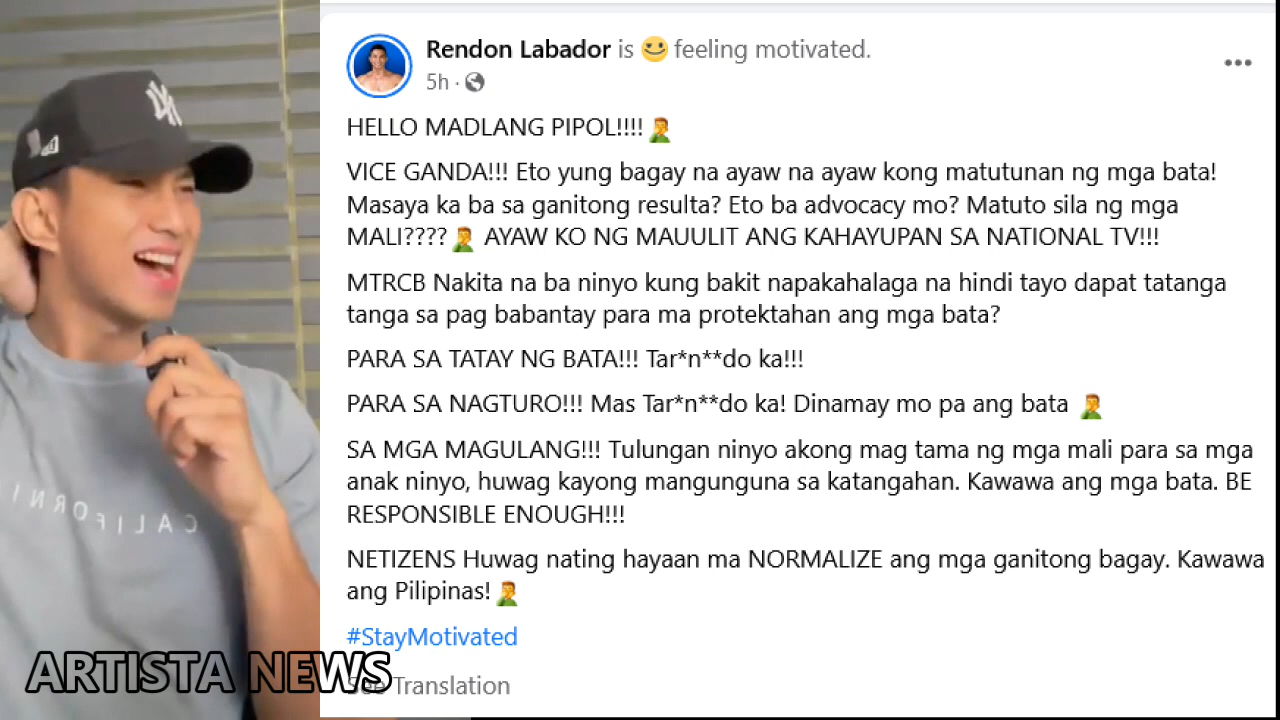 Rendon Labador is 😀 feeling motivated.
5h ·
HELLO MADLANG PIPOL!!!! 🤦‍♂️
VICE GANDA!!! Eto yung bagay na ayaw na ayaw kong matutunan ng mga bata!
Masaya ka ba sa ganitong resulta? Eto ba advocacy mo? Matuto sila ng mga
MALI???? 🤦‍♂️ AYAW KO NG MAUULIT ANG KAHAYUPAN SA NATIONAL TV!!!
MTRCB Nakita na ba ninyo kung bakit napakahalaga na hindi tayo dapat tatanga
tanga sa pag babantay para ma protektahan ang mga bata?
PARA SA TATAY NG BATA!!! Tar*n**do ka!!!
PARA SA NAGTURO!!! Mas Tar*n**do ka! Dinamay mo pa ang bata 🤦‍♂️
SA MGA MAGULANG!!! Tulungan ninyo akong mag tama ng mga mali para sa mga
anak ninyo, huwag kayong mangunguna sa katangahan. Kawawa ang mga bata. BE
RESPONSIBLE ENOUGH!!!
NETIZENS Huwag nating hayaan ma NORMALIZE ang mga ganitong bagay. Kawawa
ang Pilipinas! 🤦‍♂️
#StayMotivated
See Translation
ARTISTA NEWS
CALIFORNI
NY